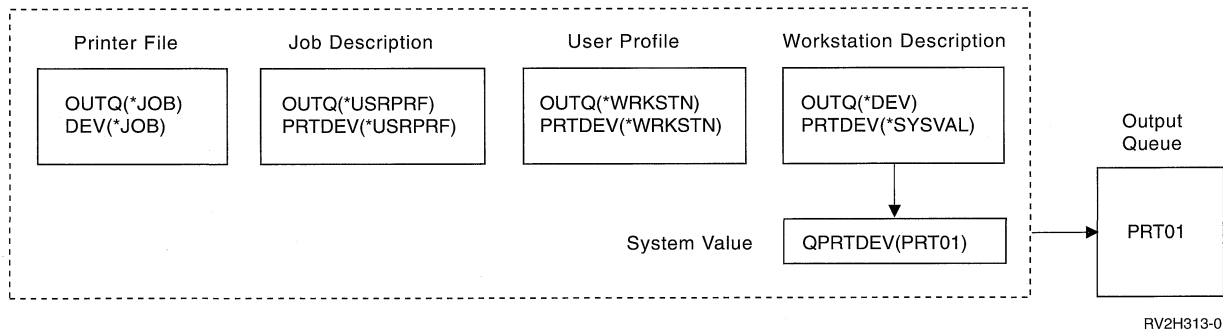 Printer File
OUTQ(*JOB)
DEV(*JOB)
Job Description
OUTQ(*USRPRF)
PRTDEV(*USRPRF)
User Profile
OUTQ(*WRKSTN)
PRTDEV(*WRKSTN)
Workstation Description
OUTQ(*DEV)
PRTDEV(*SYSVAL)
System Value
QPRTDEV(PRT01)
Output
Queue
PRT01
RV2H313-0